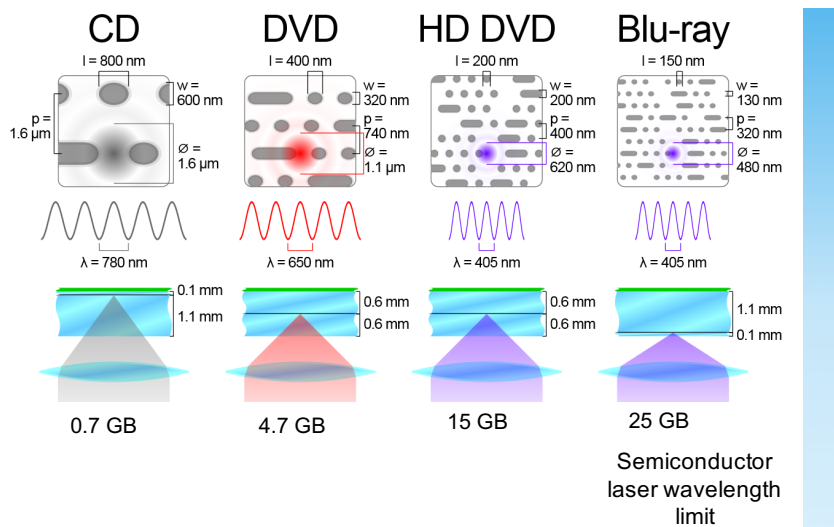 CD
l = 800 nm
w =
600 nm
p =
1.6 µm
Ø =
1.6 µm
λ = 780 nm
0.1 mm
1.1 mm
0.7 GB
DVD
l = 400 nm
w =
320 nm
p =
740 nm
Ø =
1.1 µm
λ = 650 nm
0.6 mm
0.6 mm
4.7 GB
HD DVD
l = 200 nm
w =
200 nm
p =
400 nm
Ø =
620 nm
λ = 405 nm
0.6 mm
0.6 mm
15 GB
Blu-ray
l = 150 nm
w =
130 nm
p =
320 nm
Ø =
480 nm
λ = 405 nm
1.1 mm
0.1 mm
25 GB
Semiconductor
laser wavelength
limit